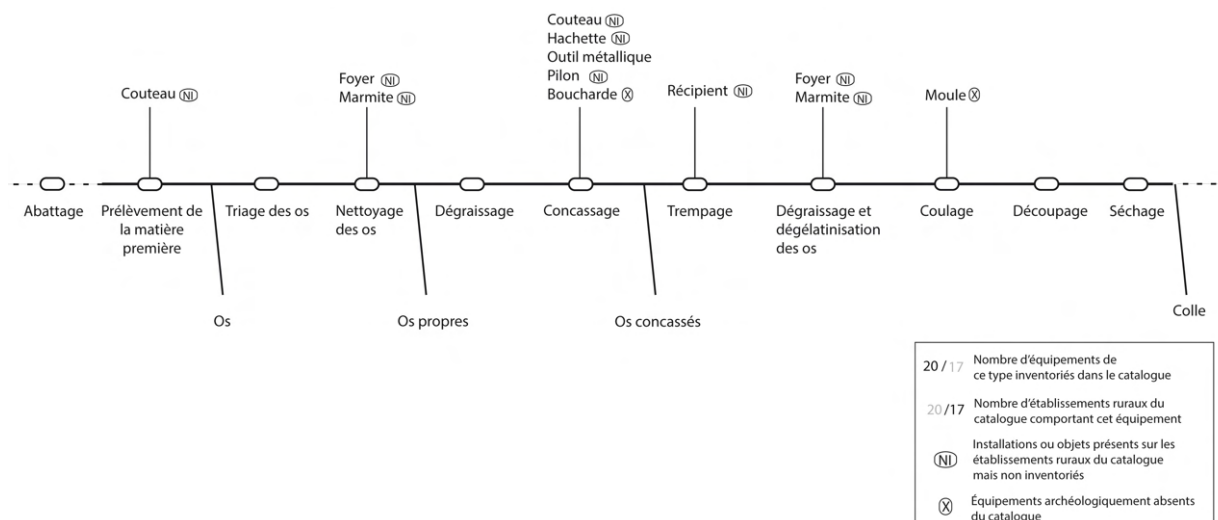 Couteau (NI)
Hachette (NI)
Outil métallique
Pilon (NI)
Boucharde (X)
Couteau (NI)
Foyer (NI)
Marmite (NI)
Récipient (NI)
Foyer (NI)
Marmite (NI)
Moule (X)
Abattage
Prélèvement de
la matière
première
Triage des os
Nettoyage
des os
Dégraissage
Concassage
Trempage
Dégraissage et
dégélatinisation
des os
Coulage
Découpage
Séchage
Os
Os propres
Os concassés
Colle
20 / 17 Nombre d'équipements de
ce type inventoriés dans le catalogue
20 /17 Nombre d'établissements ruraux du
catalogue comportant cet équipement
(NI) Installations ou objets présents sur les
établissements ruraux du catalogue
mais non inventoriés
(X) Équipements archéologiquement absents
du catalogue